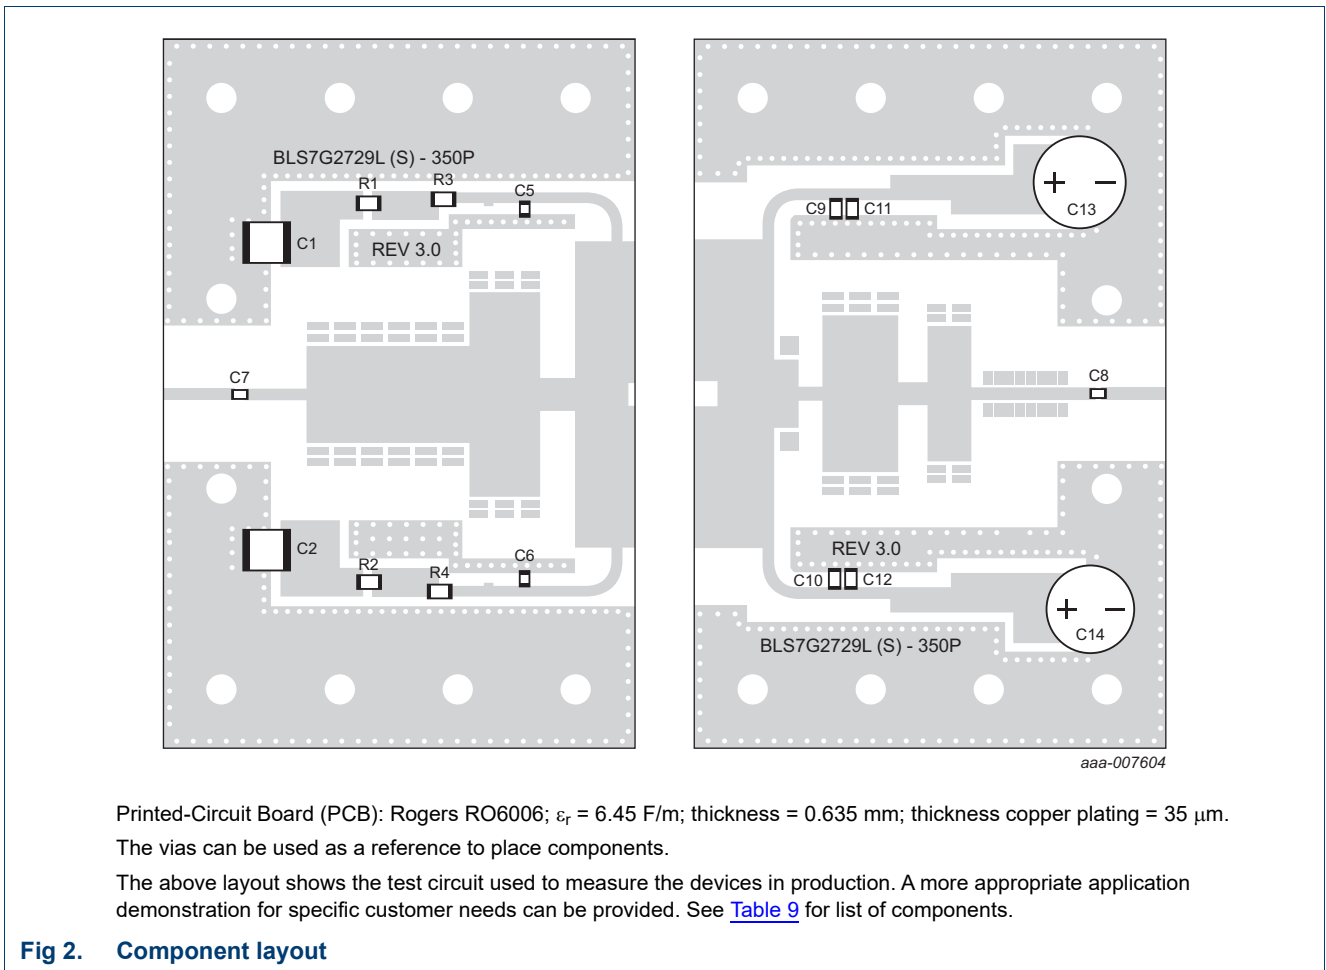 BLS7G2729L (S) - 350P
R1
R3
C5
C1
REV 3.0
C7
C2
R2
R4
C6
C9
C11
+ −
C13
C8
REV 3.0
C10
C12
+ −
C14
BLS7G2729L (S) - 350P
aaa-007604
Printed-Circuit Board (PCB): Rogers RO6006; εr = 6.45 F/m; thickness = 0.635 mm; thickness copper plating = 35 μm.
The vias can be used as a reference to place components.
The above layout shows the test circuit used to measure the devices in production. A more appropriate application
demonstration for specific customer needs can be provided. See Table 9 for list of components.
Fig 2. Component layout